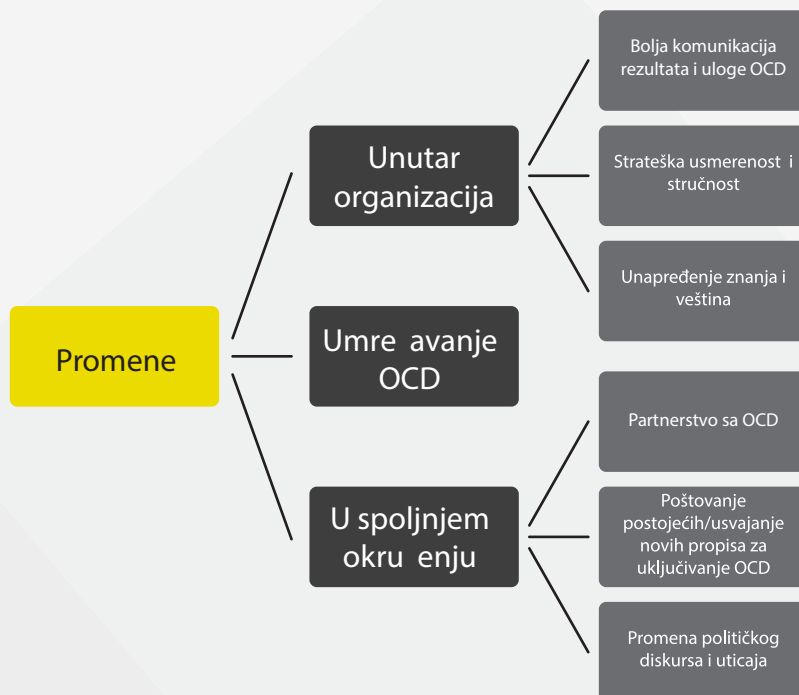 Promene
Unutar
organizacija
Bolja komunikacija
rezultata i uloge OCD
Strateška usmerenost i
stručnost
Unapređenje znanja i
veština
Umre avanje
OCD
U spoljnjem
okru enju
Partnerstvo sa OCD
Poštovanje
postojećih/usvajanje
novih propisa za
uključivanje OCD
Promena političkog
diskursa i uticaja